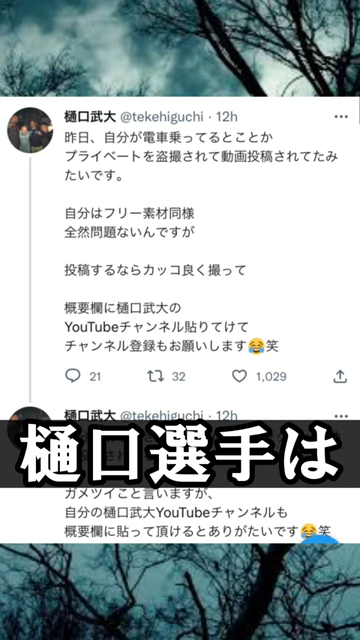 樋口武大 @tekehiguchi · 12h
昨日、自分が電車乗ってるとことか
プライベートを盗撮されて動画投稿されてたみ
たいです。
自分はフリー素材同様
全然問題ないんですが
投稿するならカッコ良く撮って
概要欄に樋口武大の
YouTubeチャンネル貼りてけて
チャンネル登録もお願いします😂笑
21 32 1,029
樋口武大 @tekehiguchi · 12h
樋口選手は
ガメツイこと言いますが、
自分の樋口武大YouTubeチャンネルも
概要欄に貼って頂けるとありがたいです😂笑